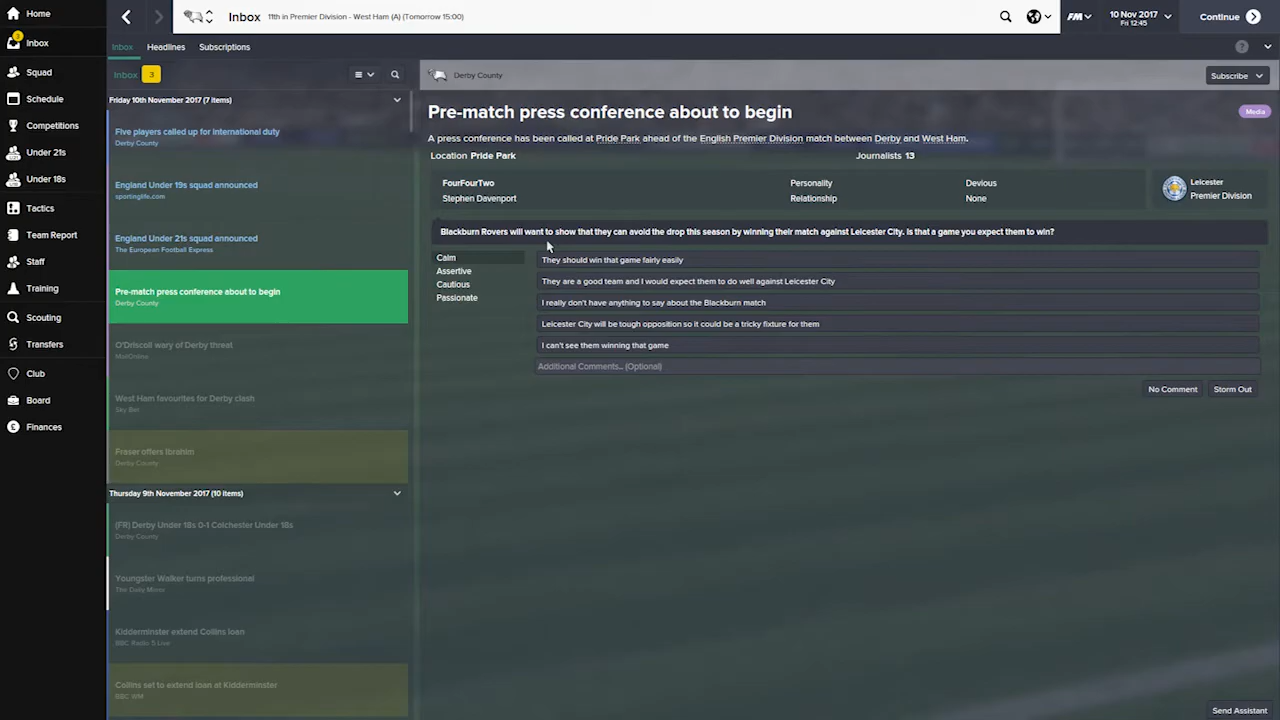 Home
Inbox
3
Squad
Schedule
Competitions
Under 21s
Under 18s
Tactics
Team Report
Staff
Training
Scouting
Transfers
Club
Board
Finances
Inbox 11th in Premier Division - West Ham (A) (Tomorrow 15:00)
FM
10 Nov 2017
Fri 12:45
Continue
Inbox Headlines Subscriptions
Inbox 3
Friday 10th November 2017 (7 items)
Five players called up for international duty
Derby County
England Under 19s squad announced
sportinglife.com
England Under 21s squad announced
The European Football Express
Pre-match press conference about to begin
Derby County
O'Driscoll wary of Derby threat
MailOnline
West Ham favourites for Derby clash
Sky Bet
Fraser offers Ibrahim
Derby County
Thursday 9th November 2017 (10 items)
(FR) Derby Under 18s 0-1 Colchester Under 18s
Derby County
Youngster Walker turns professional
The Daily Mirror
Kidderminster extend Collins loan
BBC Radio 5 Live
Collins set to extend loan at Kidderminster
BBC WM
Derby County
Subscribe
Pre-match press conference about to begin
Media
A press conference has been called at Pride Park ahead of the English Premier Division match between Derby and West Ham.
Location Pride Park
Journalists 13
FourFourTwo Personality Devious
Stephen Davenport Relationship None
Leicester
Premier Division
Blackburn Rovers will want to show that they can avoid the drop this season by winning their match against Leicester City. Is that a game you expect them to win?
Calm
Assertive
Cautious
Passionate
They should win that game fairly easily
They are a good team and I would expect them to do well against Leicester City
I really don't have anything to say about the Blackburn match
Leicester City will be tough opposition so it could be a tricky fixture for them
I can't see them winning that game
Additional Comments... (Optional)
No Comment
Storm Out
Send Assistant